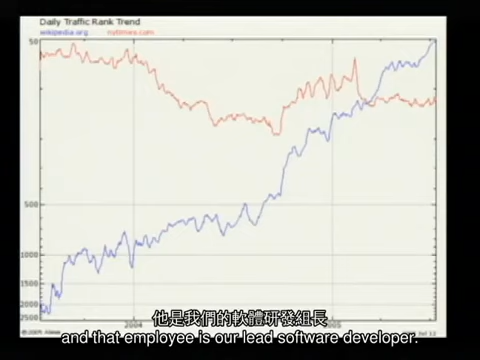 Daily Traffic Rank Trend
wikipedia.org nytimes.com
50
500
1000
1500
2000
2500
2004
2005
他是我們的軟體研發組長
and that employee is our lead software developer.